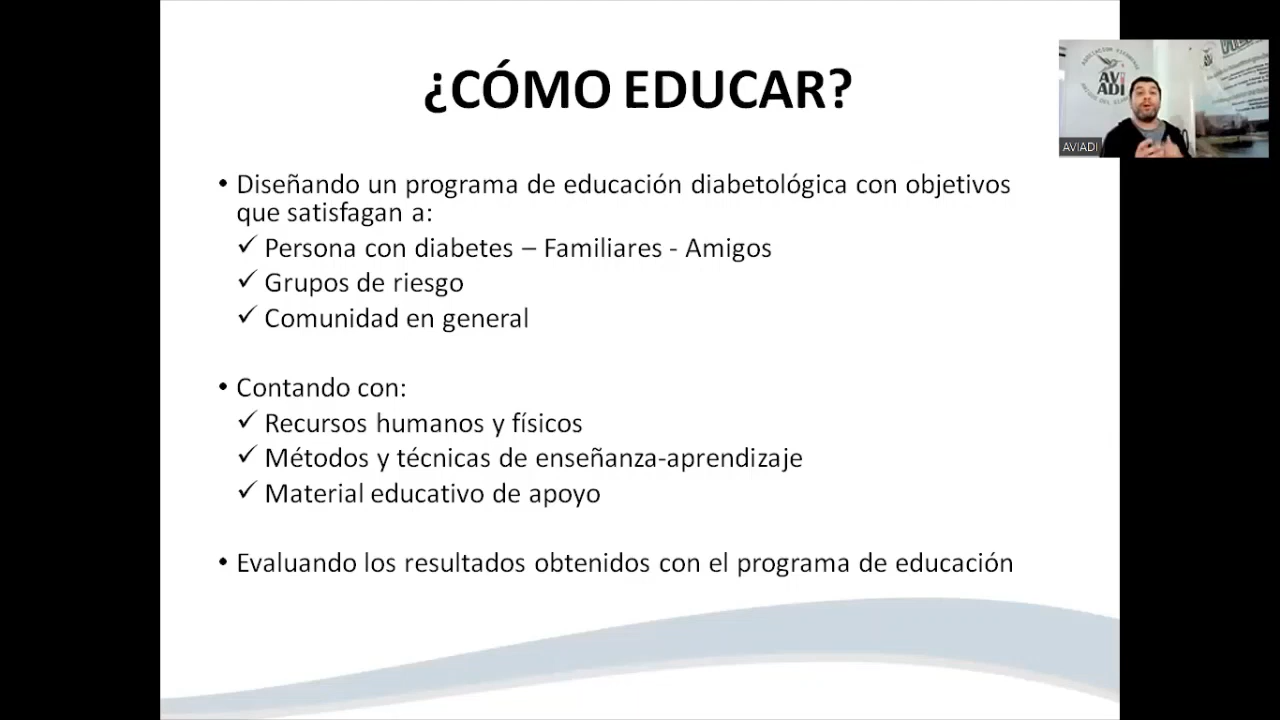 ¿CÓMO EDUCAR?
• Diseñando un programa de educación diabetológica con objetivos
que satisfagan a:
✓ Persona con diabetes – Familiares - Amigos
✓ Grupos de riesgo
✓ Comunidad en general
• Contando con:
✓ Recursos humanos y físicos
✓ Métodos y técnicas de enseñanza-aprendizaje
✓ Material educativo de apoyo
• Evaluando los resultados obtenidos con el programa de educación
AV
ADI
AVIADI